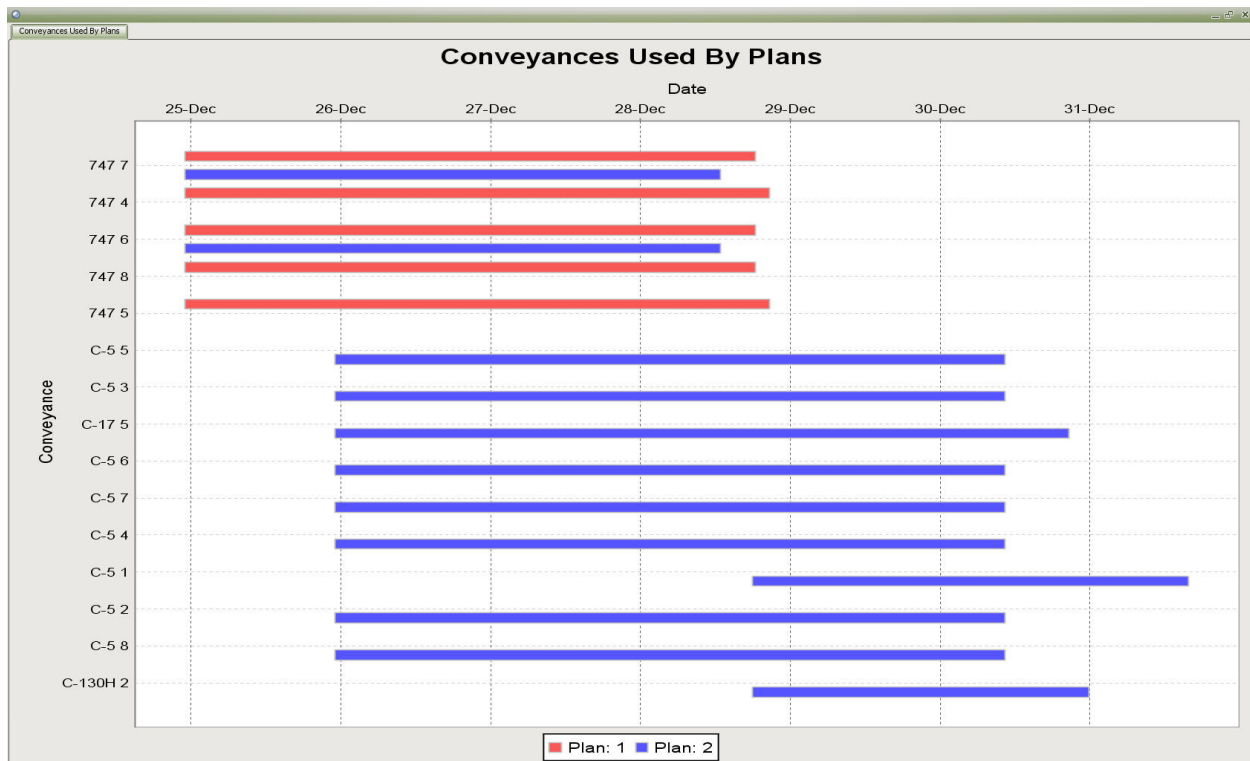 Conveyances Used By Plans
Conveyances Used By Plans
Date
25-Dec 26-Dec 27-Dec 28-Dec 29-Dec 30-Dec 31-Dec
Conveyance
747 7
747 4
747 6
747 8
747 5
C-5 5
C-5 3
C-17 5
C-5 6
C-5 7
C-5 4
C-5 1
C-5 2
C-5 8
C-130H 2
Plan: 1 Plan: 2